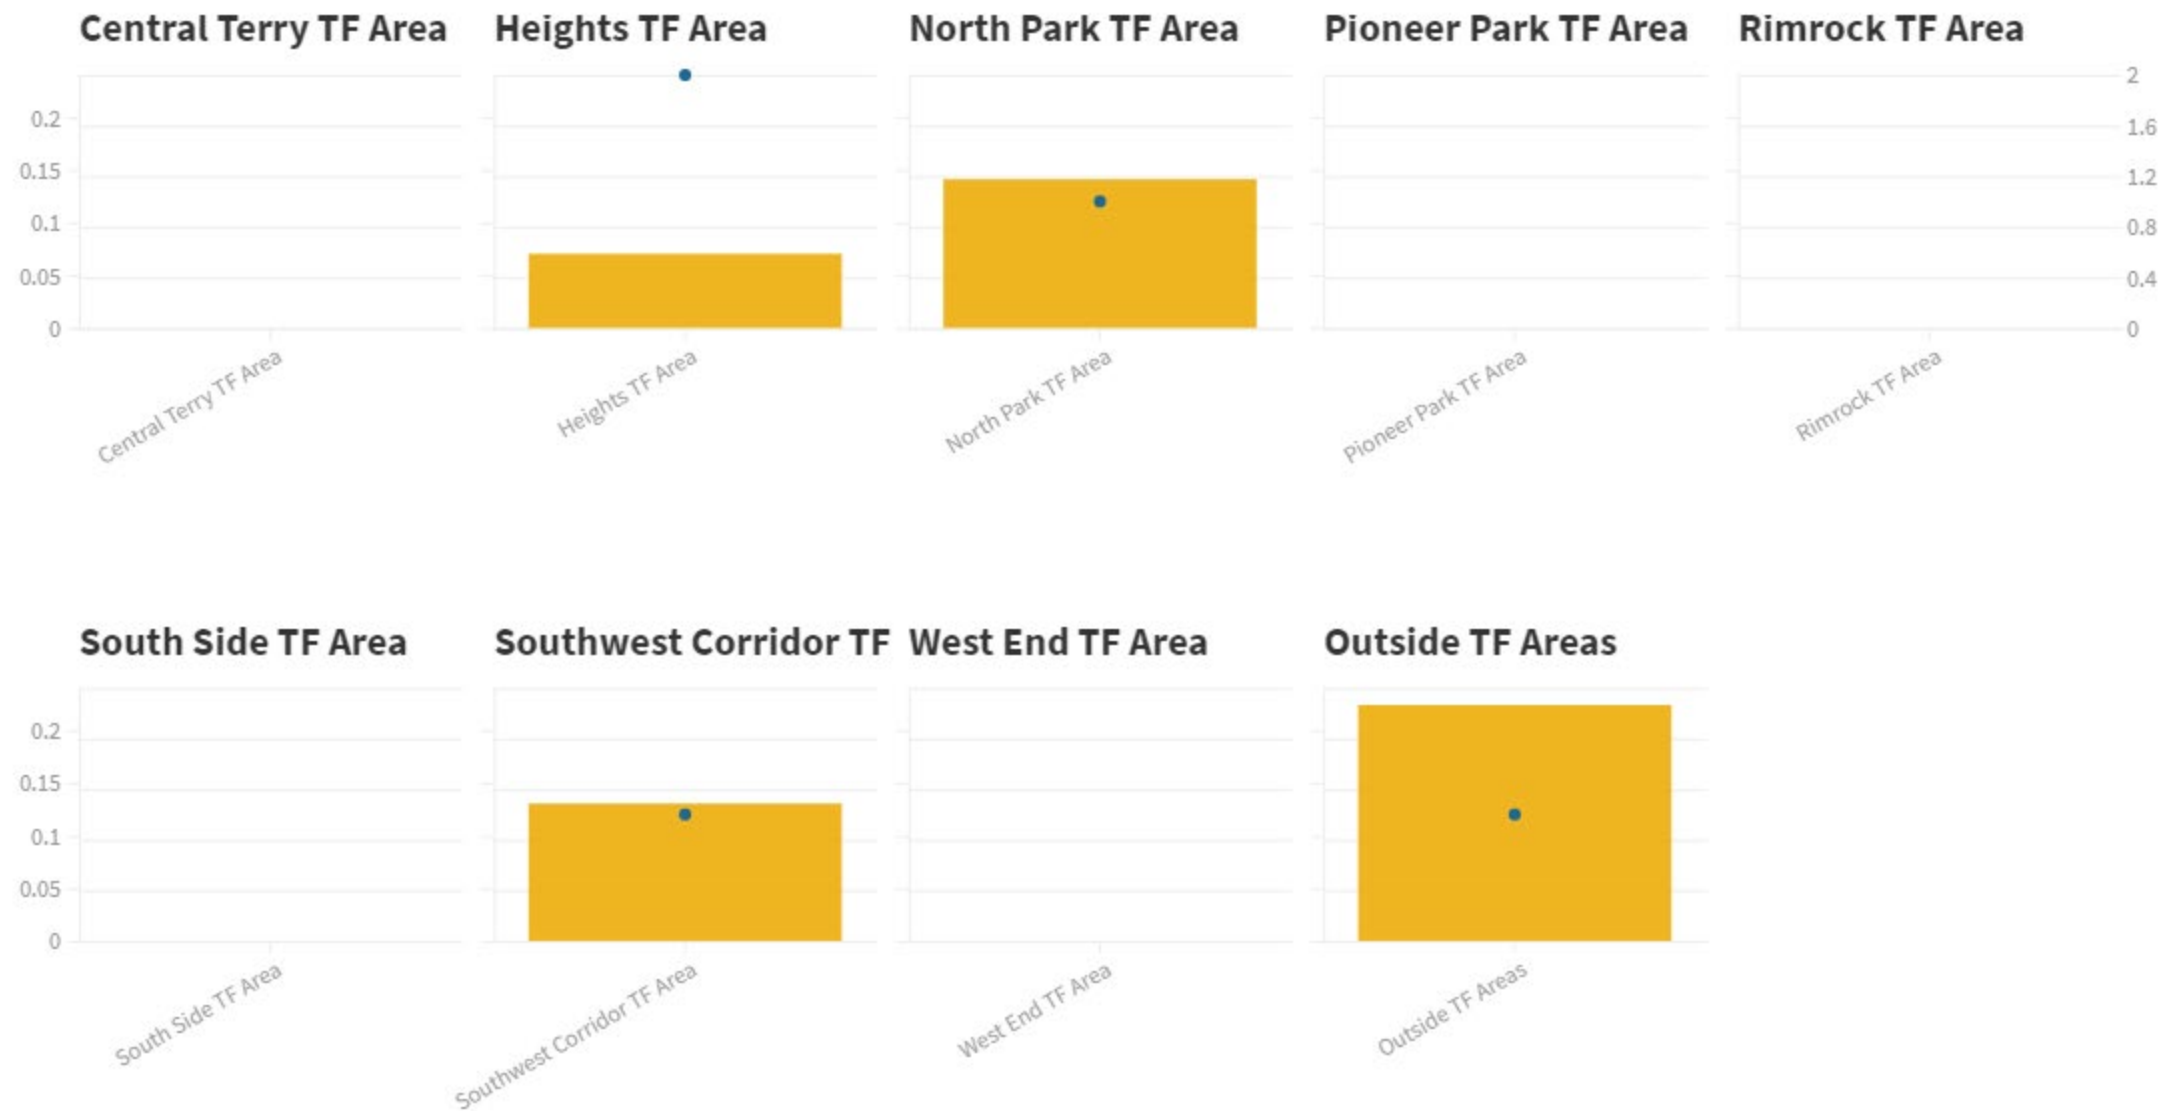 Central Terry TF Area
Heights TF Area
North Park TF Area
Pioneer Park TF Area
Rimrock TF Area
0.2
0.15
0.1
0.05
0
2
1.6
1.2
0.8
0.4
0
Central Terry TF Area
Heights TF Area
North Park TF Area
Pioneer Park TF Area
Rimrock TF Area
South Side TF Area
Southwest Corridor TF
West End TF Area
Outside TF Areas
0.2
0.15
0.1
0.05
0
South Side TF Area
Southwest Corridor TF Area
West End TF Area
Outside TF Areas